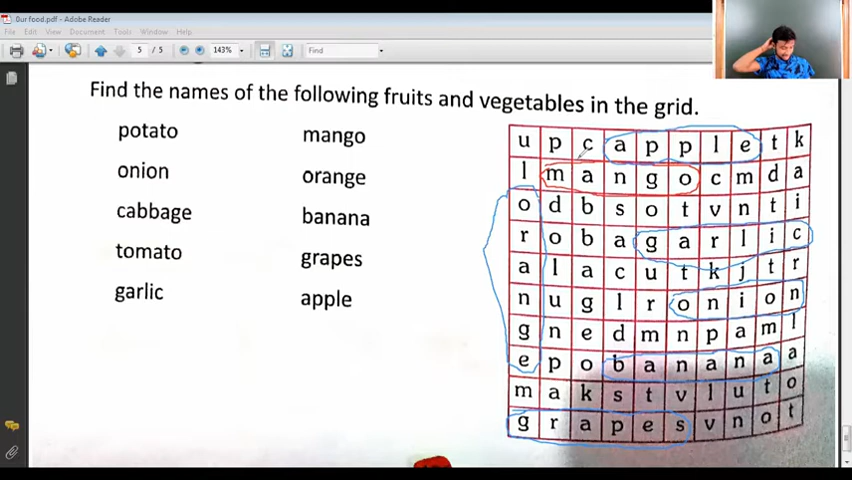 Our food.pdf - Adobe Reader
File Edit View Document Tools Window Help
5 / 5 143% Find
Find the names of the following fruits and vegetables in the grid.
potato mango
onion orange
cabbage banana
tomato grapes
garlic apple
u p c a p p l e t k
l m a n g o c m d a
o d b s o t v n t i
r o b a g a r l i c
a l a c u t k j t r
n u g l r o n i o n
g n e d m n p a m l
e p o b a n a n a a
m a k s t v l u t o
g r a p e s v n o t